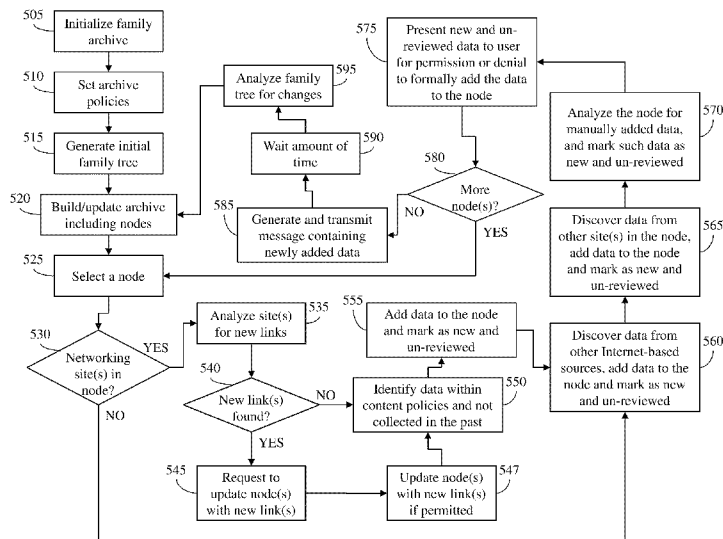 505
Initialize family
archive
510
Set archive
policies
515
Generate initial
family tree
520
Build/update archive
including nodes
525
Select a node
530
Networking
site(s) in
node?
YES
NO
535
Analyze site(s)
for new links
540
New link(s)
found?
NO
YES
545
Request to
update node(s)
with new link(s)
547
Update node(s)
with new link(s)
if permitted
550
Identify data within
content policies and not
collected in the past
555
Add data to the node
and mark as new and
un-reviewed
560
Discover data from
other Internet-based
sources, add data to the
node and mark as new
and un-reviewed
565
Discover data from
other site(s) in the node,
add data to the node
and mark as new and
un-reviewed
570
Analyze the node for
manually added data,
and mark such data as
new and un-reviewed
575
Present new and un-
reviewed data to user
for permission or denial
to formally add the data
to the node
580
More
node(s)?
NO
YES
585
Generate and transmit
message containing
newly added data
590
Wait amount of
time
595
Analyze family
tree for changes